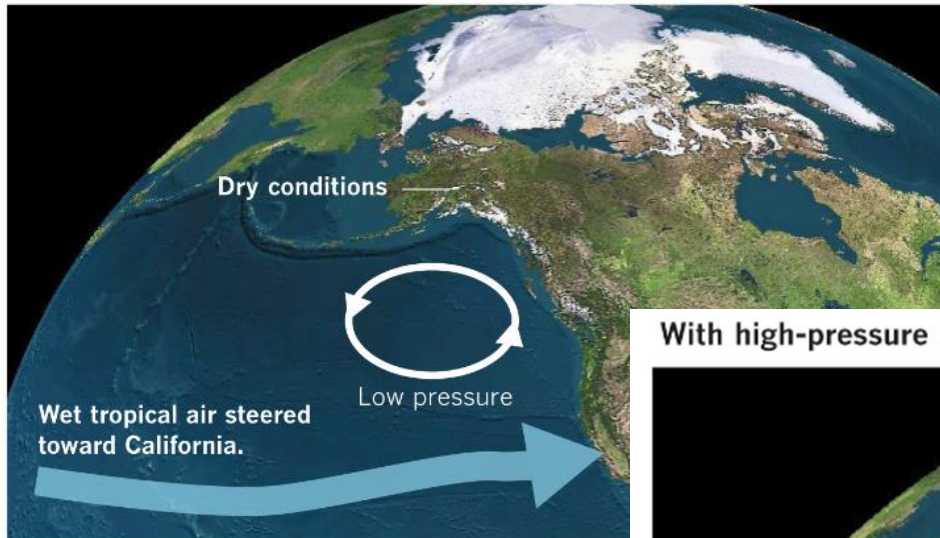 Dry conditions
Low pressure
Wet tropical air steered
toward California.
With high-pressure